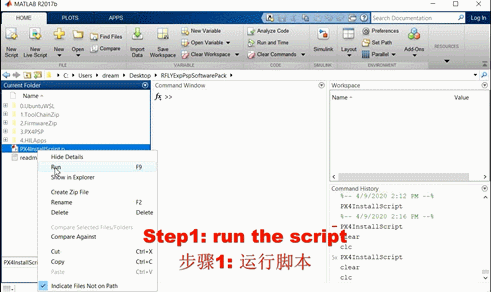 MATLAB R2017b
HOME
PLOTS
APPS
Search Documentation
Log In
New Script
New Live Script
New
Open
Find Files
Compare
Import Data
Save Workspace
New Variable
Open Variable
Clear Workspace
Analyze Code
Run and Time
Clear Commands
Simulink
Layout
Preferences
Set Path
Parallel
Add-Ons
RESOURCES
FILE
VARIABLE
CODE
SIMULINK
ENVIRONMENT
C: Users dream Desktop RFLYExpPspSoftwarePack
Current Folder
Name
0.UbuntuWSL
1.ToolChainZip
2.FirmwareZip
3.PX4PSP
4.HILApps
PX4InstallScript.p
readm
Hide Details
Run F9
Show in Explorer
Create Zip File
Rename F2
Delete Delete
Compare Selected Files/Folders
Compare Against
Cut Ctrl+X
Copy Ctrl+C
Paste Ctrl+V
Indicate Files Not on Path
PX4InstallScr
Command Window
fx >>
Workspace
Name Value
Command History
%-- 4/9/2020 2:12 PM --%
PX4InstallScript
%-- 4/9/2020 2:16 PM --%
PX4InstallScript
clear
clc
PX4InstallScript
clear
clc
Step1: run the script
步骤1: 运行脚本